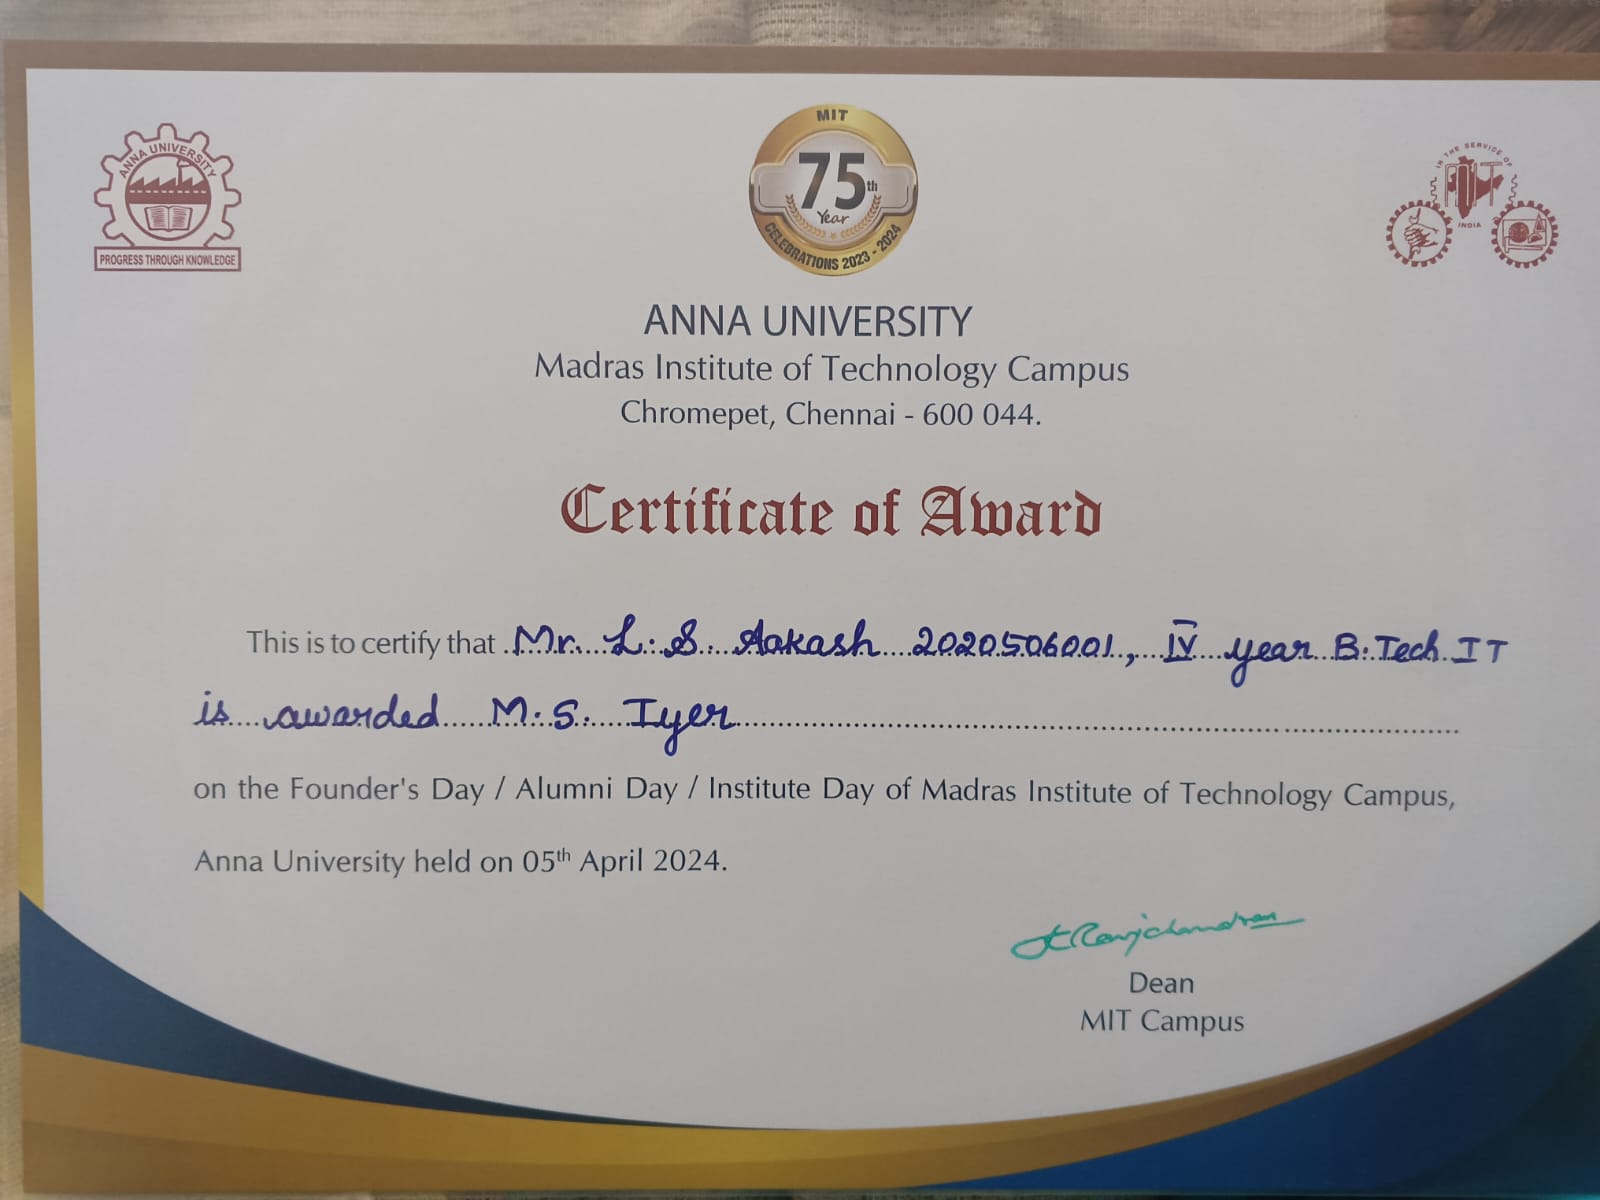 ANNA UNIVERSITY
PROGRESS THROUGH KNOWLEDGE
MIT
75th
Year
CELEBRATIONS 2023 - 2024
IN THE SERVICE OF
MIT
INDIA
ANNA UNIVERSITY
Madras Institute of Technology Campus
Chromepet, Chennai - 600 044.
Certificate of Award
This is to certify that Mr. L. S. Aakash 2020506001, IV year B.Tech IT
is awarded M.S. Iyer
on the Founder's Day / Alumni Day / Institute Day of Madras Institute of Technology Campus,
Anna University held on 05th April 2024.
Dean
MIT Campus